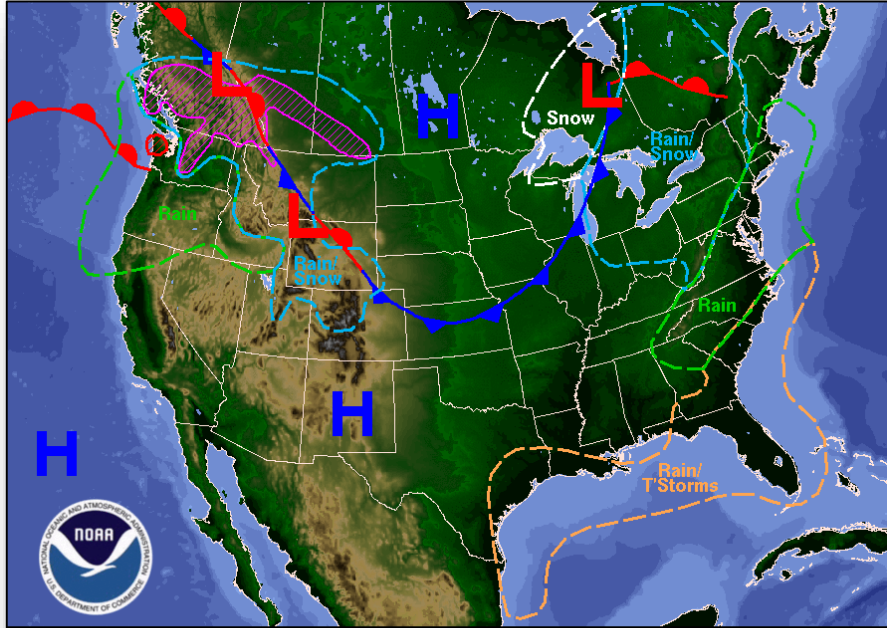 L
L
H
Snow
Rain/
Snow
Rain
L
Rain/
Snow
Rain
H
H
Rain/
T'Storms
NATIONAL OCEANIC AND ATMOSPHERIC ADMINISTRATION
NOAA
U.S. DEPARTMENT OF COMMERCE